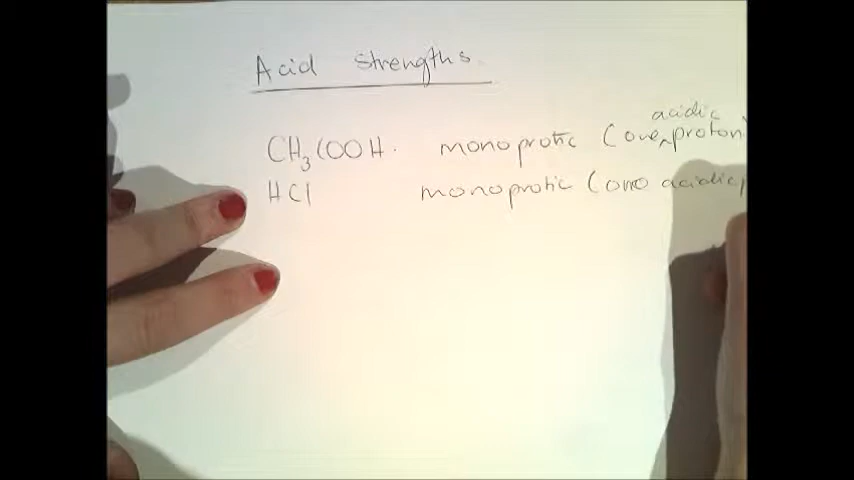 Acid strengths
CH₃COOH. monoprotic (one acidic proton)
HCl monoprotic (one acidic p